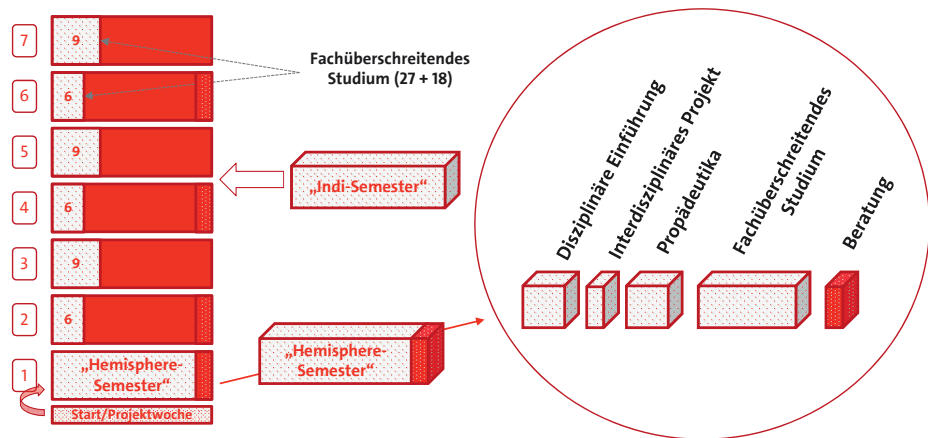 7
9
Fachüberschreitendes
Studium (27 + 18)
6
6
5
9
„Indi-Semester“
4
6
3
9
2
6
1
„Hemisphere-
Semester“
Start/Projektwoche
„Hemisphere-
Semester“
Disziplinäre Einführung
Interdisziplinäres Projekt
Propädeutika
Fachüberschreitendes
Studium
Beratung